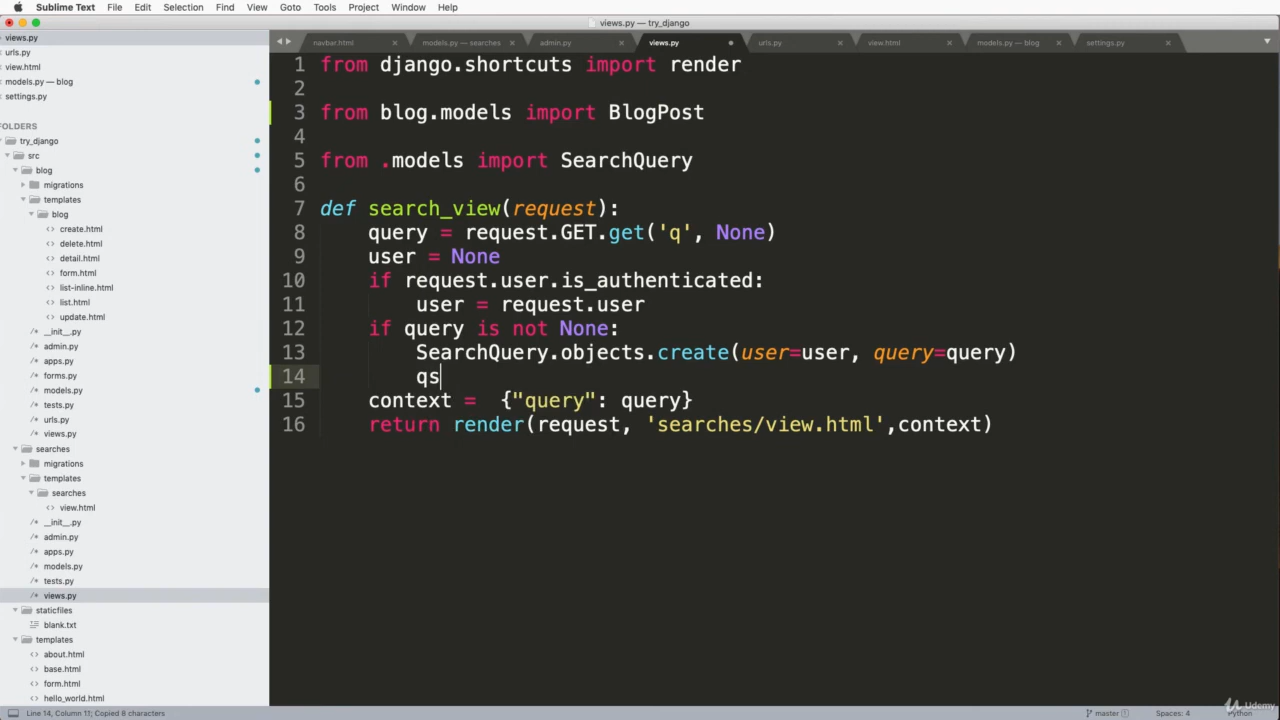 Sublime Text File Edit Selection Find View Goto Tools Project Window Help
views.py — try_django
views.py
urls.py
view.html
models.py — blog
settings.py
FOLDERS
try_django
src
blog
migrations
templates
blog
create.html
delete.html
detail.html
form.html
list-inline.html
list.html
update.html
__init__.py
admin.py
apps.py
forms.py
models.py
tests.py
urls.py
views.py
searches
migrations
templates
searches
view.html
__init__.py
admin.py
apps.py
models.py
tests.py
views.py
staticfiles
blank.txt
templates
about.html
base.html
form.html
hello_world.html
navbar.html models.py — searches admin.py views.py urls.py view.html models.py — blog settings.py
1 from django.shortcuts import render
2
3 from blog.models import BlogPost
4
5 from .models import SearchQuery
6
7 def search_view(request):
8 query = request.GET.get('q', None)
9 user = None
10 if request.user.is_authenticated:
11 user = request.user
12 if query is not None:
13 SearchQuery.objects.create(user=user, query=query)
14 qs
15 context =  {"query": query}
16 return render(request, 'searches/view.html',context)
Udemy
Line 14, Column 11; Copied 8 characters master 1 Spaces: 4 Python